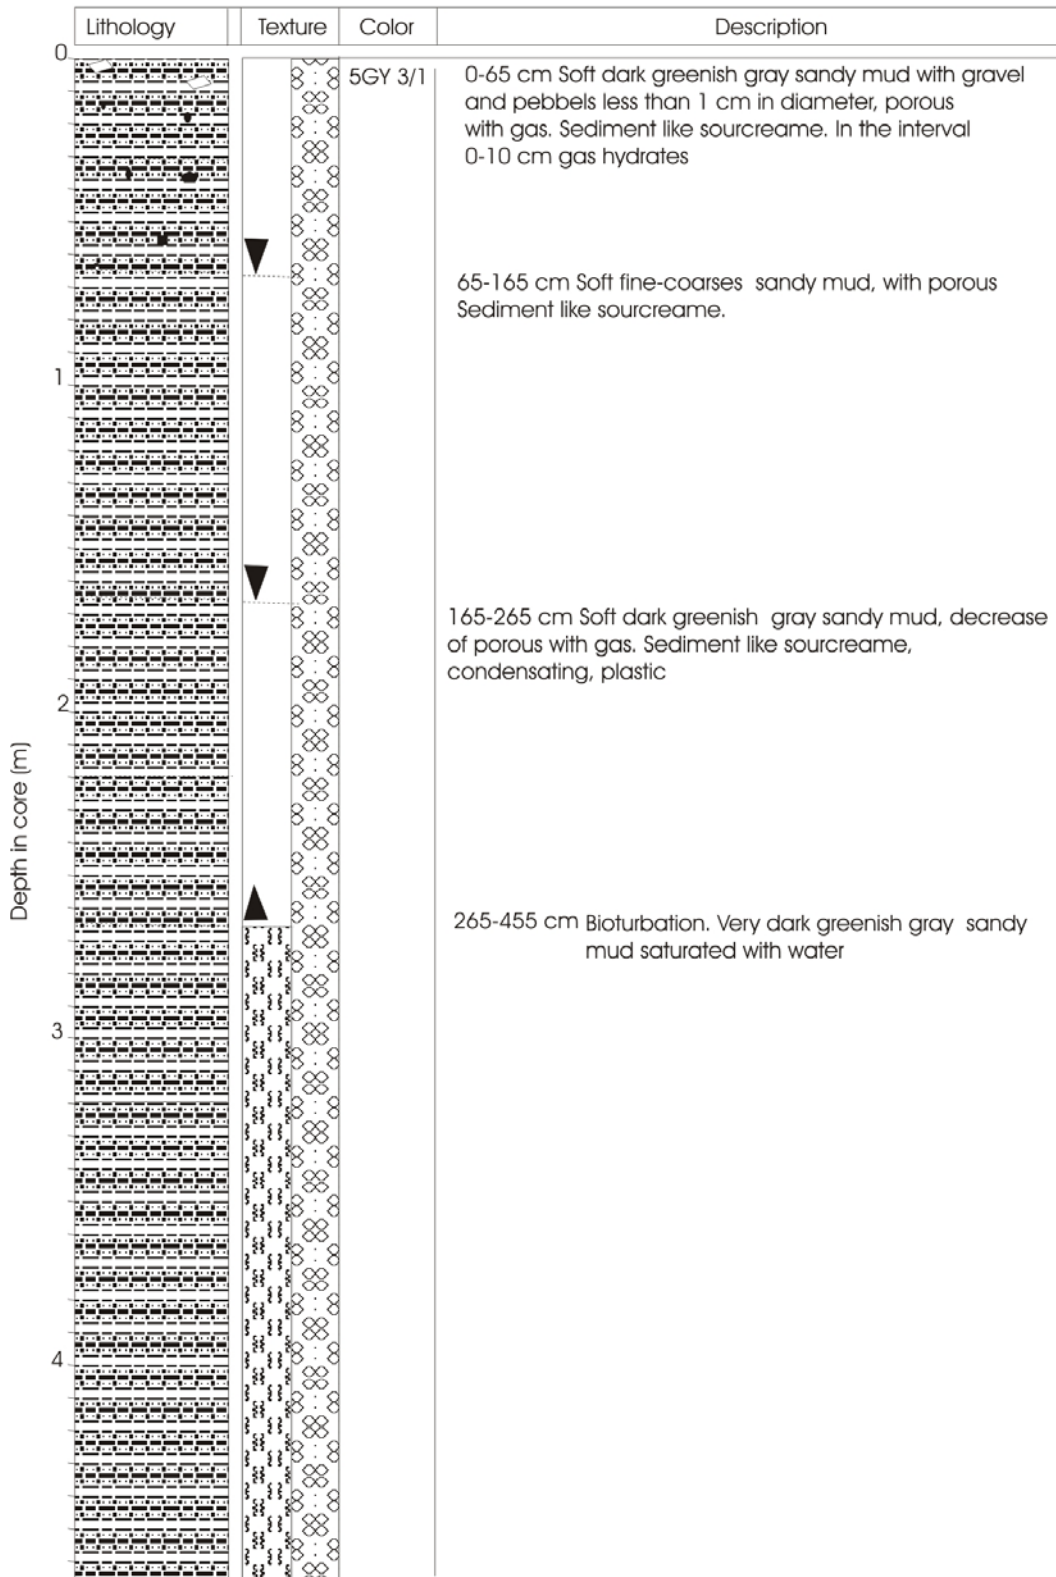 Lithology Texture Color Description
0
5GY 3/1
0-65 cm Soft dark greenish gray sandy mud with gravel
and pebbels less than 1 cm in diameter, porous
with gas. Sediment like sourcreame. In the interval
0-10 cm gas hydrates
65-165 cm Soft fine-coarses sandy mud, with porous
Sediment like sourcreame.
1
165-265 cm Soft dark greenish gray sandy mud, decrease
of porous with gas. Sediment like sourcreame,
condensating, plastic
2
Depth in core (m)
265-455 cm Bioturbation. Very dark greenish gray sandy
mud saturated with water
3
4